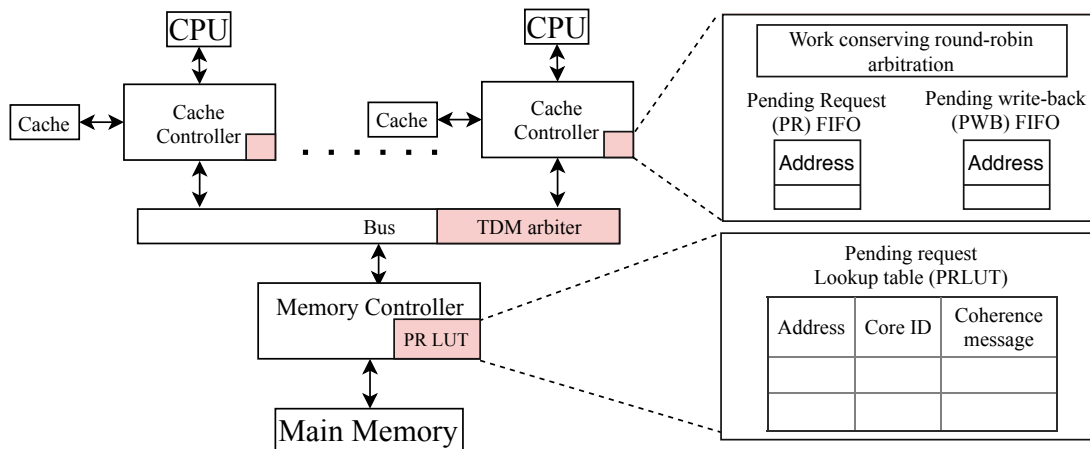 CPU
CPU
Cache
Cache
Controller
Cache
Cache
Controller
Bus
TDM arbiter
Memory Controller
PR LUT
Main Memory
Work conserving round-robin
arbitration
Pending Request
(PR) FIFO
Address
Pending write-back
(PWB) FIFO
Address
Pending request
Lookup table (PRLUT)
Address
Core ID
Coherence
message